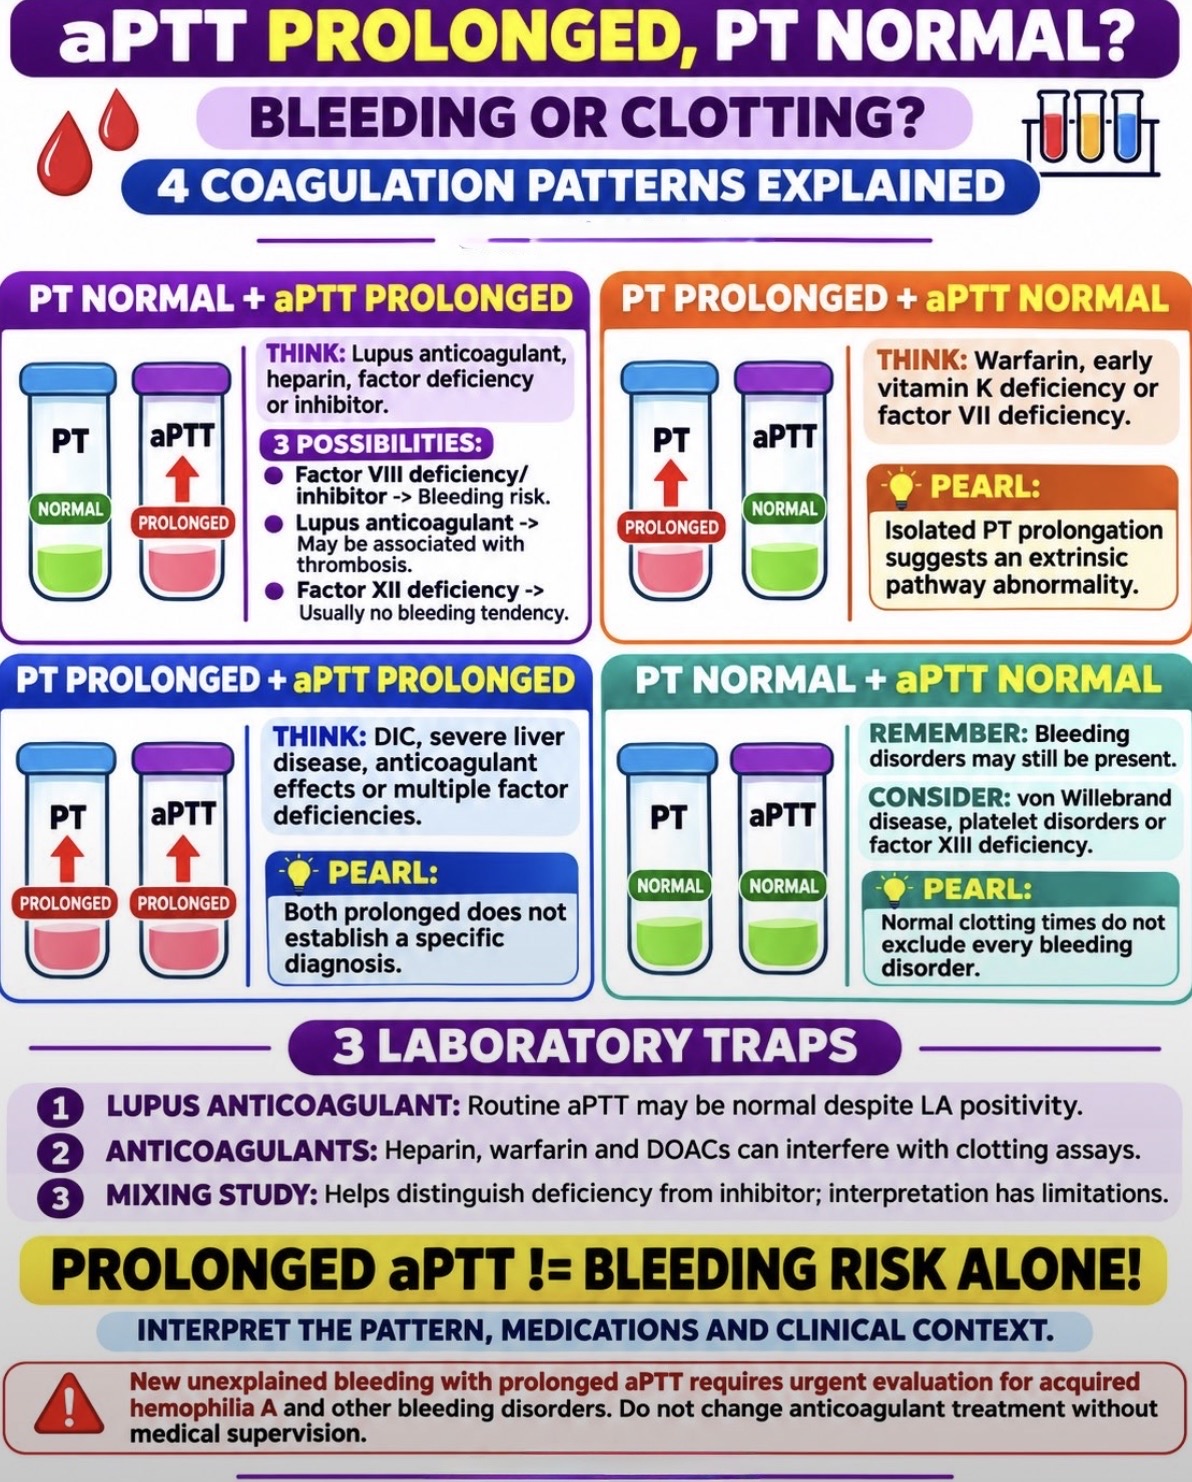 aPTT PROLONGED, PT NORMAL?
BLEEDING OR CLOTTING?
4 COAGULATION PATTERNS EXPLAINED
PT NORMAL + aPTT PROLONGED
PT
NORMAL
aPTT
PROLONGED
THINK: Lupus anticoagulant,
heparin, factor deficiency
or inhibitor.
3 POSSIBILITIES:
Factor VIII deficiency/
inhibitor -> Bleeding risk.
Lupus anticoagulant ->
May be associated with
thrombosis.
Factor XII deficiency ->
Usually no bleeding tendency.
PT PROLONGED + aPTT NORMAL
PT
PROLONGED
aPTT
NORMAL
THINK: Warfarin, early
vitamin K deficiency or
factor VII deficiency.
PEARL:
Isolated PT prolongation
suggests an extrinsic
pathway abnormality.
PT PROLONGED + aPTT PROLONGED
PT
PROLONGED
aPTT
PROLONGED
THINK: DIC, severe liver
disease, anticoagulant
effects or multiple factor
deficiencies.
PEARL:
Both prolonged does not
establish a specific
diagnosis.
PT NORMAL + aPTT NORMAL
PT
NORMAL
aPTT
NORMAL
REMEMBER: Bleeding
disorders may still be present.
CONSIDER: von Willebrand
disease, platelet disorders or
factor XIII deficiency.
PEARL:
Normal clotting times do not
exclude every bleeding
disorder.
3 LABORATORY TRAPS
1 LUPUS ANTICOAGULANT: Routine aPTT may be normal despite LA positivity.
2 ANTICOAGULANTS: Heparin, warfarin and DOACs can interfere with clotting assays.
3 MIXING STUDY: Helps distinguish deficiency from inhibitor; interpretation has limitations.
PROLONGED aPTT != BLEEDING RISK ALONE!
INTERPRET THE PATTERN, MEDICATIONS AND CLINICAL CONTEXT.
New unexplained bleeding with prolonged aPTT requires urgent evaluation for acquired
hemophilia A and other bleeding disorders. Do not change anticoagulant treatment without
medical supervision.